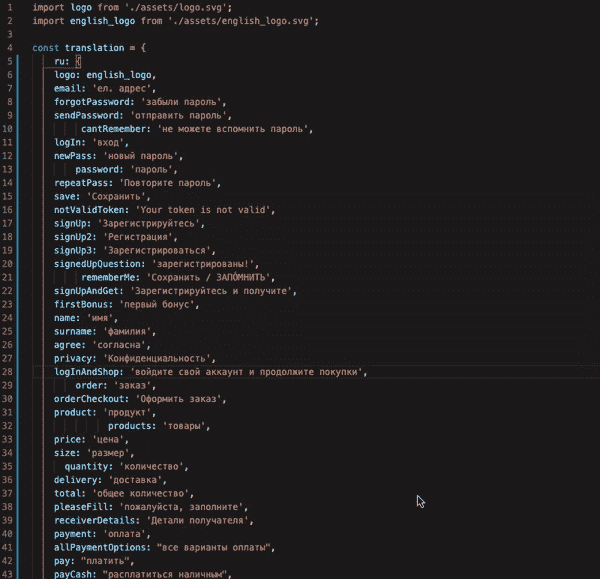 1 import logo from './assets/logo.svg';
2 import english_logo from './assets/english_logo.svg';
3
4 const translation = {
5 ru: {
6 logo: english_logo,
7 email: 'ел. адрес',
8 forgotPassword: 'забыли пароль',
9 sendPassword: 'отправить пароль',
10 cantRemember: 'не можете вспомнить пароль',
11 logIn: 'вход',
12 newPass: 'новый пароль',
13 password: 'пароль',
14 repeatPass: 'Повторите пароль',
15 save: 'Сохранить',
16 notValidToken: 'Your token is not valid',
17 signUp: 'Зарегистрируйтесь',
18 signUp2: 'Регистрация',
19 signUp3: 'Зарегистрироваться',
20 signedUpQuestion: 'зарегистрированы!',
21 rememberMe: 'Сохранить / ЗАПО́МНИТЬ',
22 signUpAndGet: 'Зарегистрируйтесь и получите',
23 firstBonus: 'первый бонус',
24 name: 'имя',
25 surname: 'фамилия',
26 agree: 'согласна',
27 privacy: 'Конфиденциальность',
28 logInAndShop: 'войдите свой аккаунт и продолжите покупки',
29 order: 'заказ',
30 orderCheckout: 'Оформить заказ',
31 product: 'продукт',
32 products: 'товары',
33 price: 'цена',
34 size: 'размер',
35 quantity: 'количество',
36 delivery: 'доставка',
37 total: 'общее количество',
38 pleaseFill: 'пожалуйста, заполните',
39 receiverDetails: 'Детали получателя',
40 payment: 'оплата',
41 allPaymentOptions: "все варианты оплаты",
42 pay: "платить",
43 payCash: "расплатиться наличным",